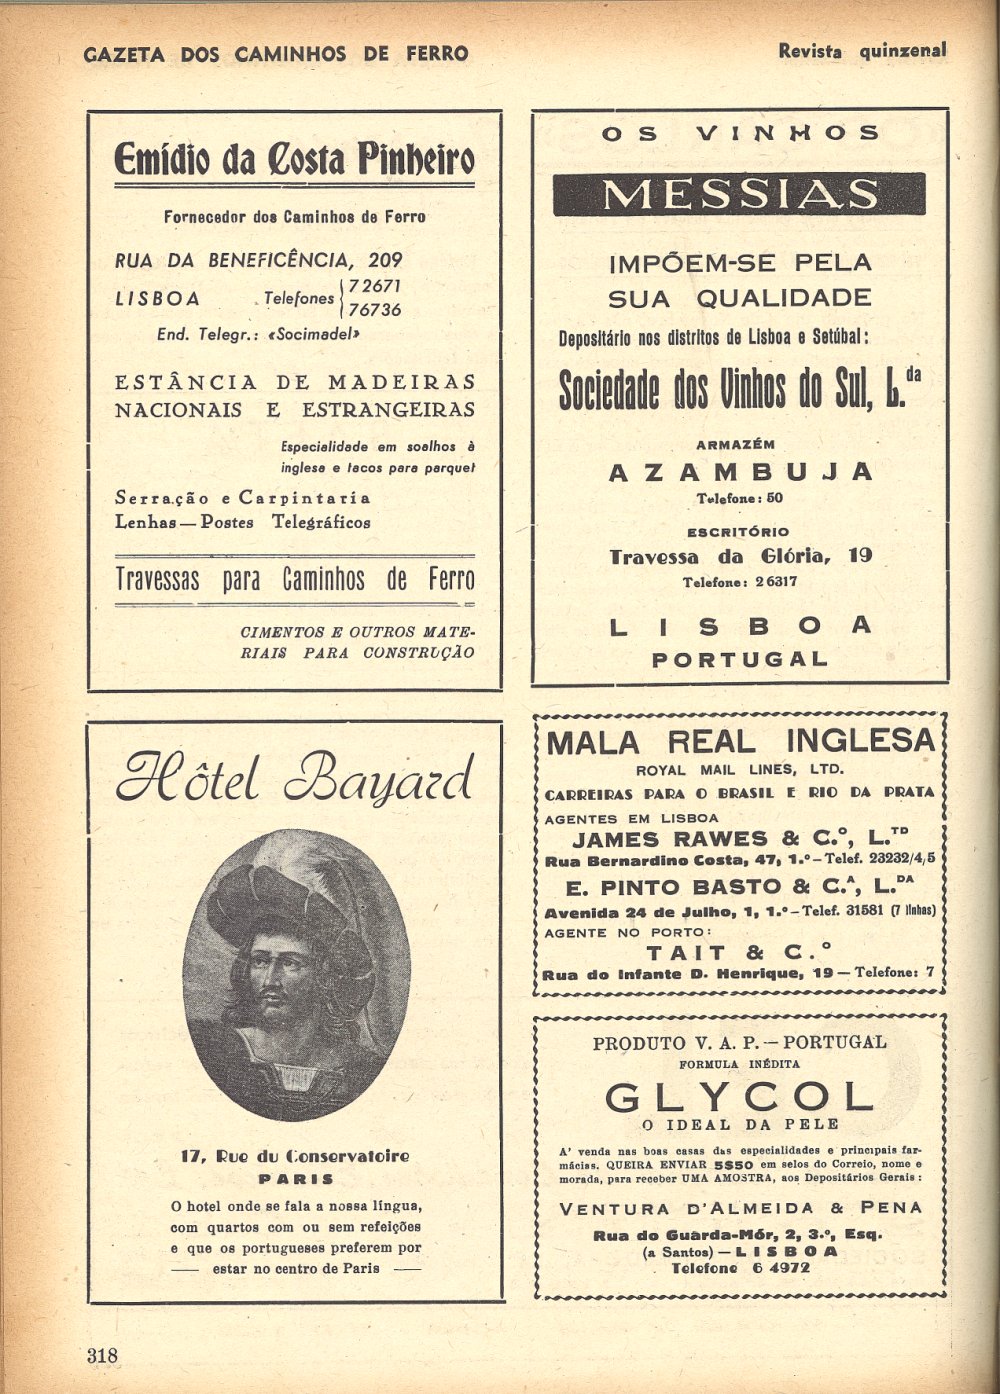 GAZETA DOS CAMINHOS DE FERRO
Revista quinzenal
Emídio da Costa Pinheiro
Fornecedor dos Caminhos de Ferro
RUA DA BENEFICÊNCIA, 209
LISBOA Telefones { 72671
76736
End. Telegr.: «Socimadel»
ESTÂNCIA DE MADEIRAS
NACIONAIS E ESTRANGEIRAS
Especialidade em soalhos à
inglesa e tacos para parquet
Serração e Carpintaria
Lenhas — Postes Telegráficos
Travessas para Caminhos de Ferro
CIMENTOS E OUTROS MATE-
RIAIS PARA CONSTRUÇÃO
OS VINHOS
MESSIAS
IMPÕEM-SE PELA
SUA QUALIDADE
Depositário nos distritos de Lisboa e Setúbal:
Sociedade dos Vinhos do Sul, L.da
ARMAZÉM
AZAMBUJA
Telefone: 50
ESCRITÓRIO
Travessa da Glória, 19
Telefone: 26317
LISBOA
PORTUGAL
Hôtel Bayard
17, Rue du Conservatoire
PARIS
O hotel onde se fala a nossa língua,
com quartos com ou sem refeições
e que os portugueses preferem por
estar no centro de Paris
MALA REAL INGLESA
ROYAL MAIL LINES, LTD.
CARREIRAS PARA O BRASIL E RIO DA PRATA
AGENTES EM LISBOA
JAMES RAWES & C.º, L.TD
Rua Bernardino Costa, 47, 1.º — Telef. 23232/4,5
E. PINTO BASTO & C.ª, L.DA
Avenida 24 de Julho, 1, 1.º — Telef. 31581 (7 linhas)
AGENTE NO PORTO:
TAIT & C.º
Rua do Infante D. Henrique, 19 — Telefone: 7
PRODUTO V. A. P. — PORTUGAL
FORMULA INÉDITA
GLYCOL
O IDEAL DA PELE
A' venda nas boas casas das especialidades e principais far-
mácias. QUEIRA ENVIAR 5$50 em selos do Correio, nome e
morada, para receber UMA AMOSTRA, aos Depositários Gerais:
VENTURA D'ALMEIDA & PENA
Rua do Guarda-Mór, 2, 3.º, Esq.
(a Santos) — LISBOA
Telefone 6 4972
318